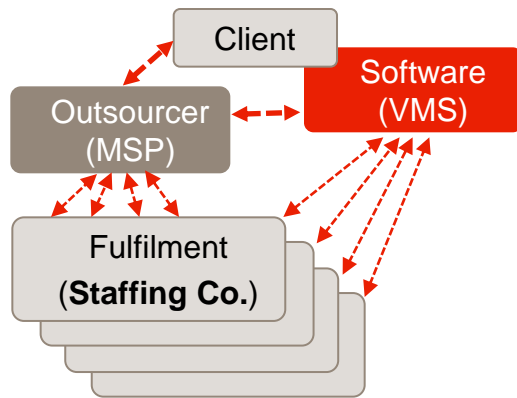 Client
Software
(VMS)
Outsourcer
(MSP)
Fulfilment
(Staffing Co.)